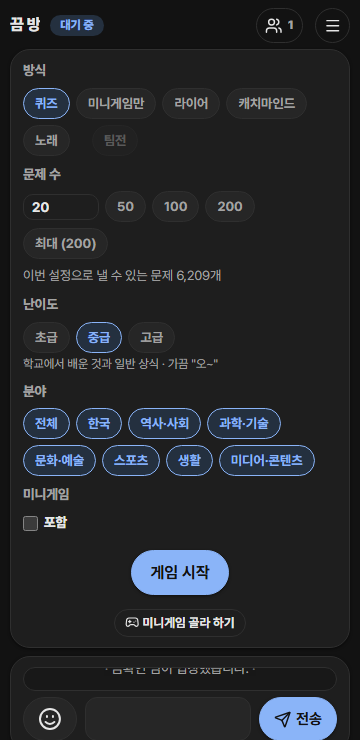 끔방 대기 중 1
방식
퀴즈 미니게임만 라이어 캐치마인드
노래 팀전
문제 수
20 50 100 200
최대 (200)
이번 설정으로 낼 수 있는 문제 6,209개
난이도
초급 중급 고급
학교에서 배운 것과 일반 상식 · 가끔 "오~"
분야
전체 한국 역사·사회 과학·기술
문화·예술 스포츠 생활 미디어·콘텐츠
미니게임
포함
게임 시작
미니게임 골라 하기
전송